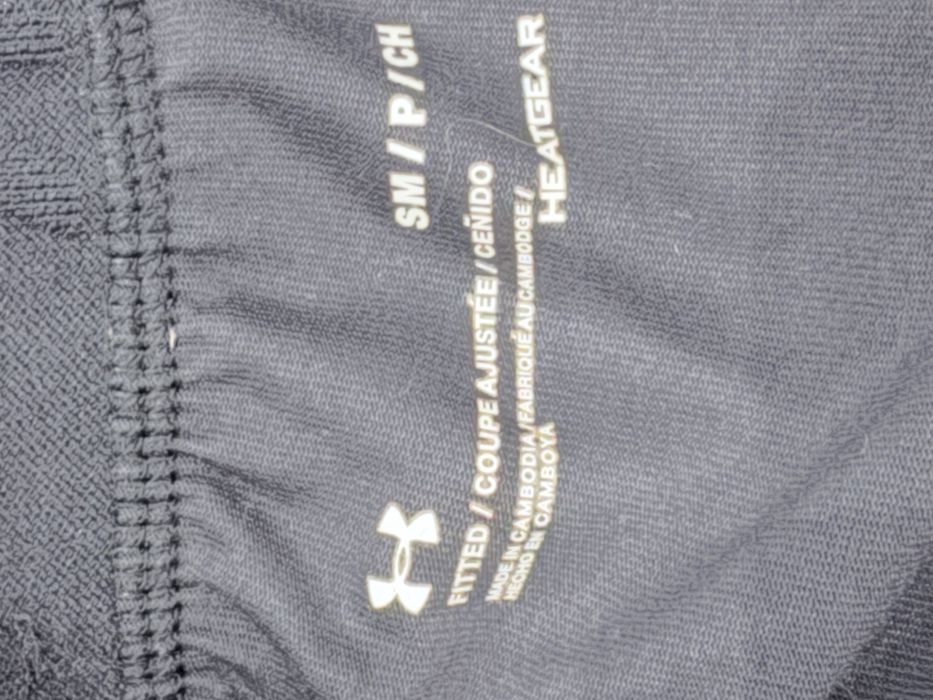 SM / P / CH
FITTED // COUPE AJUSTÉE / CEÑIDO
MADE IN CAMBODIA / FABRIQUÉ AU CAMBODGE /
HECHO EN CAMBOYA
HEATGEAR